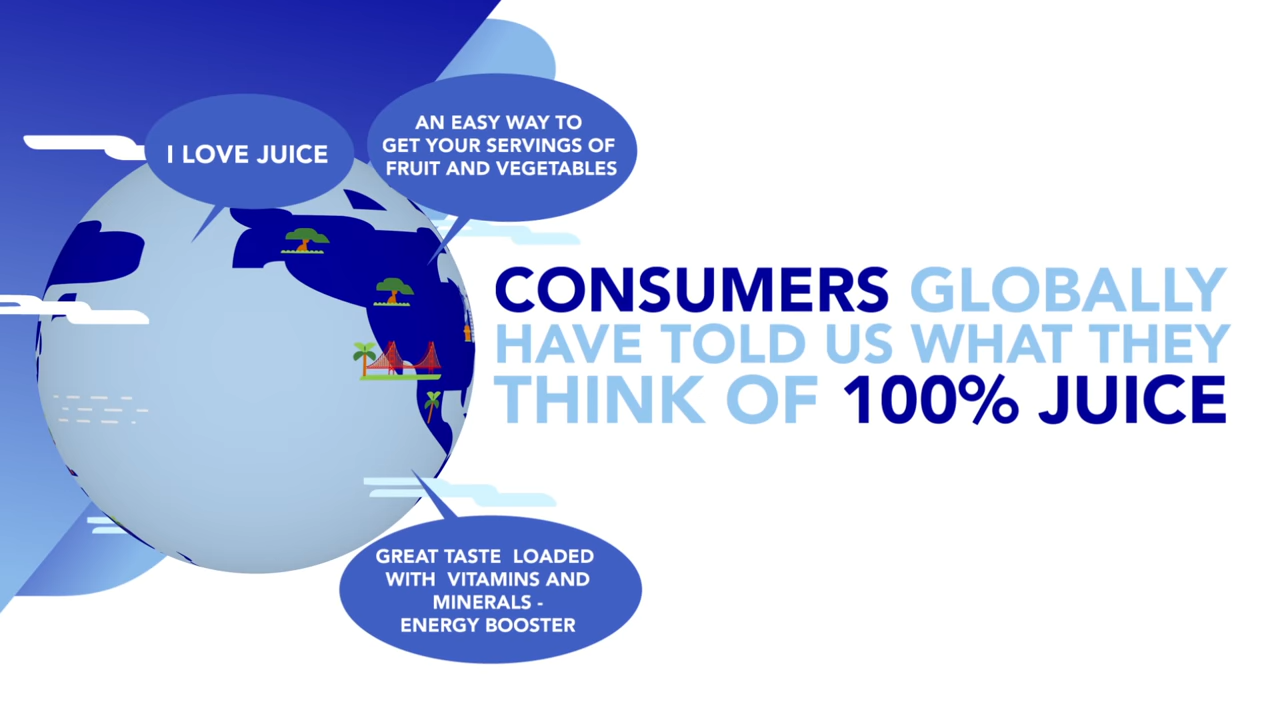 I LOVE JUICE
AN EASY WAY TO
GET YOUR SERVINGS OF
FRUIT AND VEGETABLES
CONSUMERS GLOBALLY
HAVE TOLD US WHAT THEY
THINK OF 100% JUICE
GREAT TASTE LOADED
WITH VITAMINS AND
MINERALS -
ENERGY BOOSTER